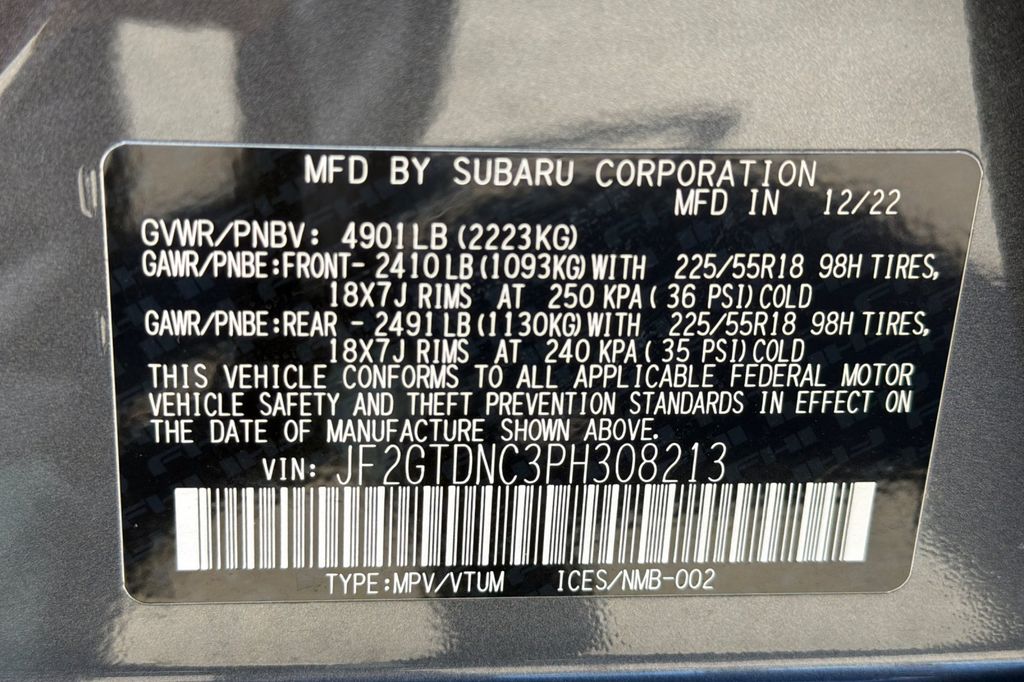 MFD BY SUBARU CORPORATION
MFD IN 12/22
GVWR/PNBV: 4901LB (2223KG)
GAWR/PNBE:FRONT- 2410 LB (1093KG) WITH 225/55R18 98H TIRES,
18X7J RIMS AT 250 KPA ( 36 PSI) COLD
GAWR/PNBE:REAR - 2491 LB (1130KG) WITH 225/55R18 98H TIRES,
18X7J RIMS AT 240 KPA ( 35 PSI) COLD
THIS VEHICLE CONFORMS TO ALL APPLICABLE FEDERAL MOTOR
VEHICLE SAFETY AND THEFT PREVENTION STANDARDS IN EFFECT ON
THE DATE OF MANUFACTURE SHOWN ABOVE.
VIN: JF2GTDNC3PH308213
TYPE:MPV/VTUM ICES/NMB-002